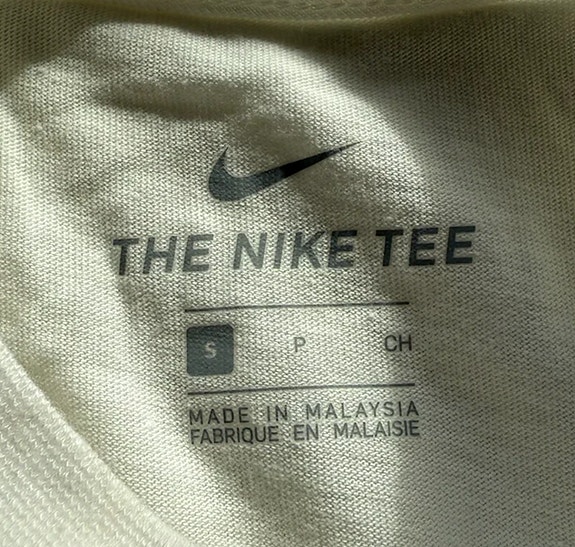 THE NIKE TEE
S P CH
MADE IN MALAYSIA
FABRIQUE EN MALAISIE